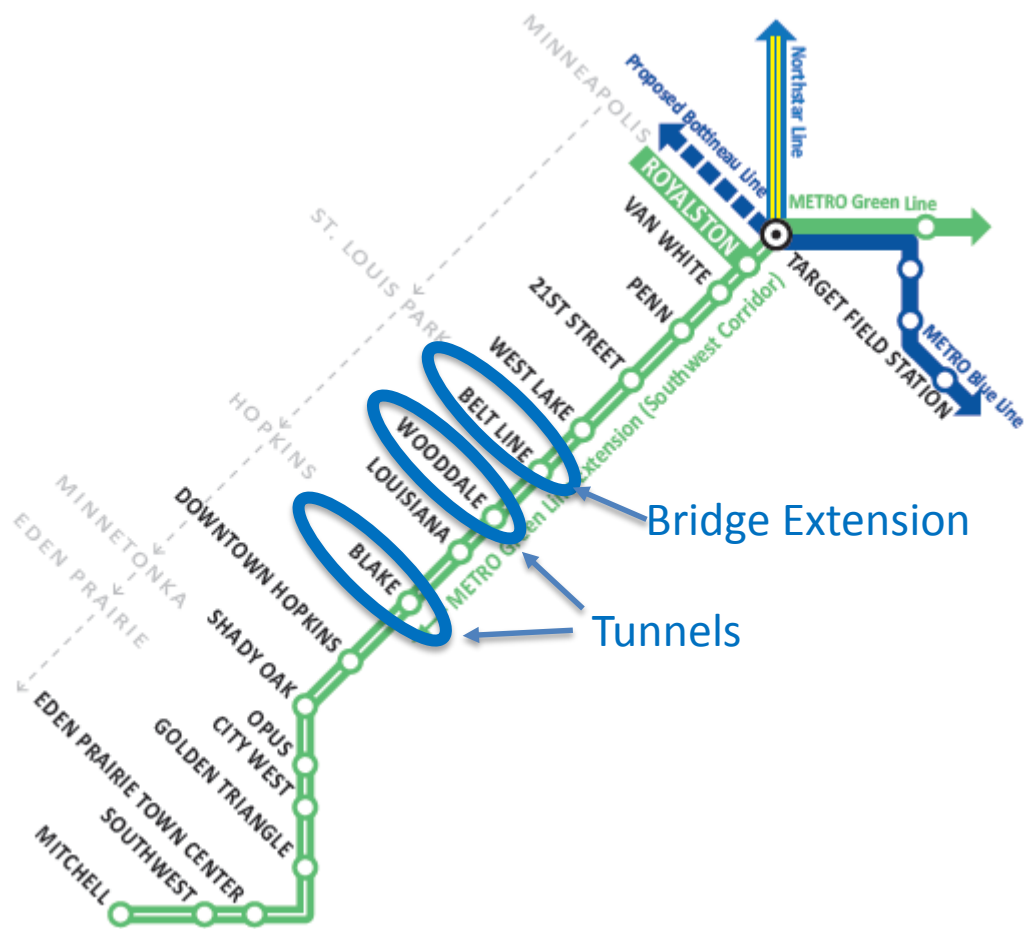 MINNEAPOLIS
ST. LOUIS PARK
HOPKINS
MINNETONKA
EDEN PRAIRIE
Northstar Line
Proposed Bottineau Line
METRO Green Line
METRO Blue Line
TARGET FIELD STATION
ROYALSTON
VAN WHITE
PENN
21ST STREET
WEST LAKE
BELT LINE
WOODDALE
LOUISIANA
BLAKE
DOWNTOWN HOPKINS
SHADY OAK
OPUS
CITY WEST
GOLDEN TRIANGLE
EDEN PRAIRIE TOWN CENTER
SOUTHWEST
MITCHELL
METRO Green Line Extension (Southwest Corridor)
Bridge Extension
Tunnels